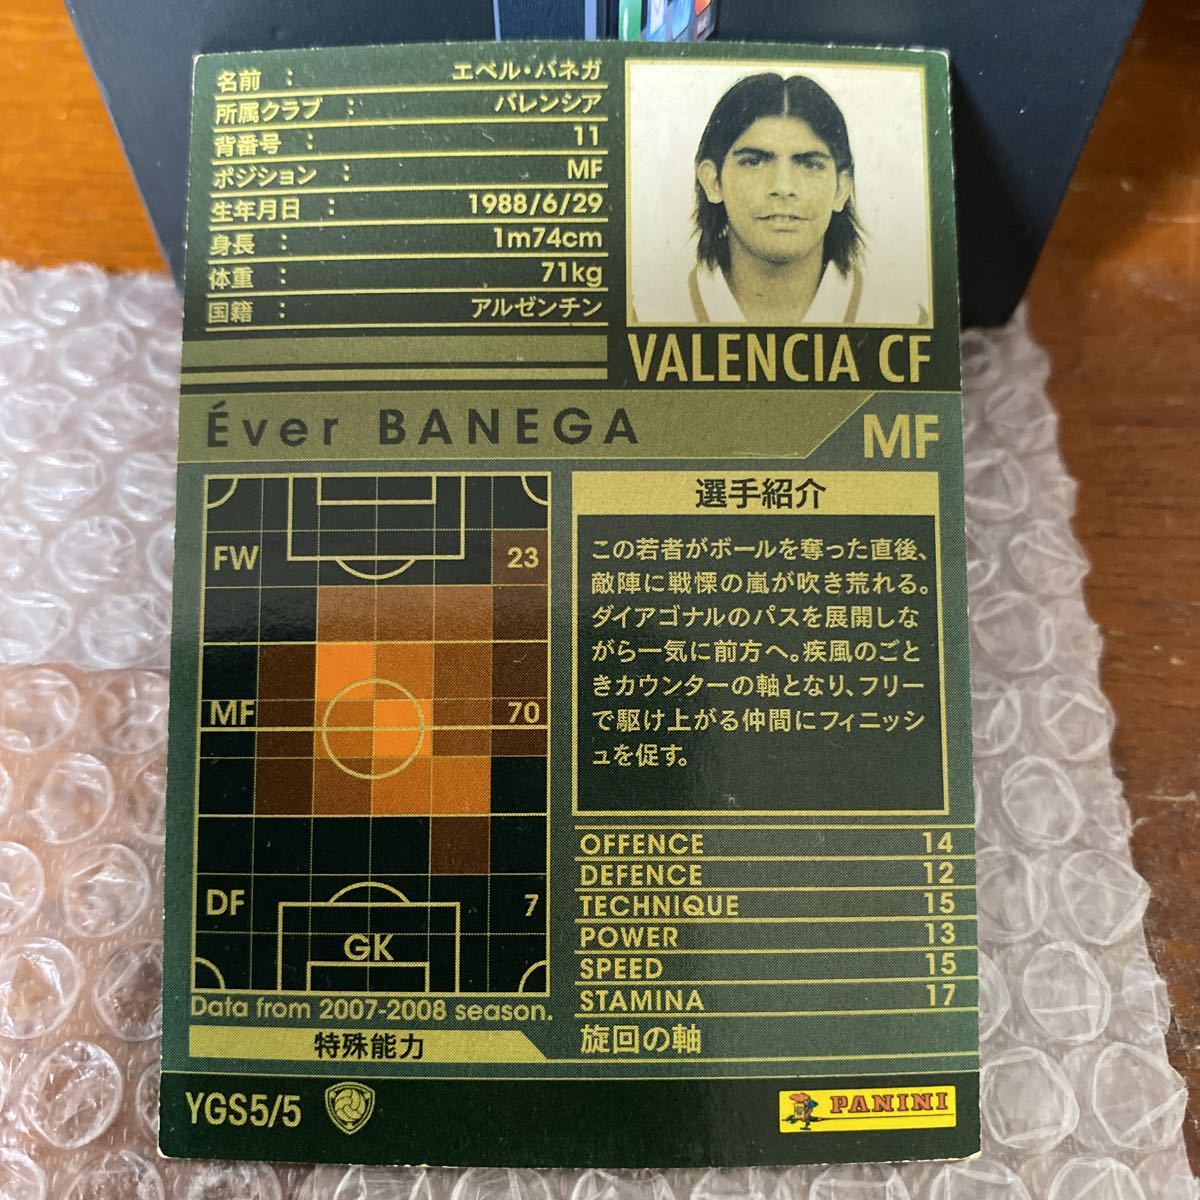 名前 : エベル・バネガ
所属クラブ : バレンシア
背番号 : 11
ポジション : MF
生年月日 : 1988/6/29
身長 : 1m74cm
体重 : 71kg
国籍 : アルゼンチン
VALENCIA CF
Éver BANEGA
MF
FW 23
MF 70
DF 7
GK
Data from 2007-2008 season.
選手紹介
この若者がボールを奪った直後、
敵陣に戦慄の嵐が吹き荒れる。
ダイアゴナルのパスを展開しな
がら一気に前方へ。疾風のごと
きカウンターの軸となり、フリー
で駆け上がる仲間にフィニッシ
ュを促す。
OFFENCE 14
DEFENCE 12
TECHNIQUE 15
POWER 13
SPEED 15
STAMINA 17
特殊能力 旋回の軸
YGS5/5
PANINI